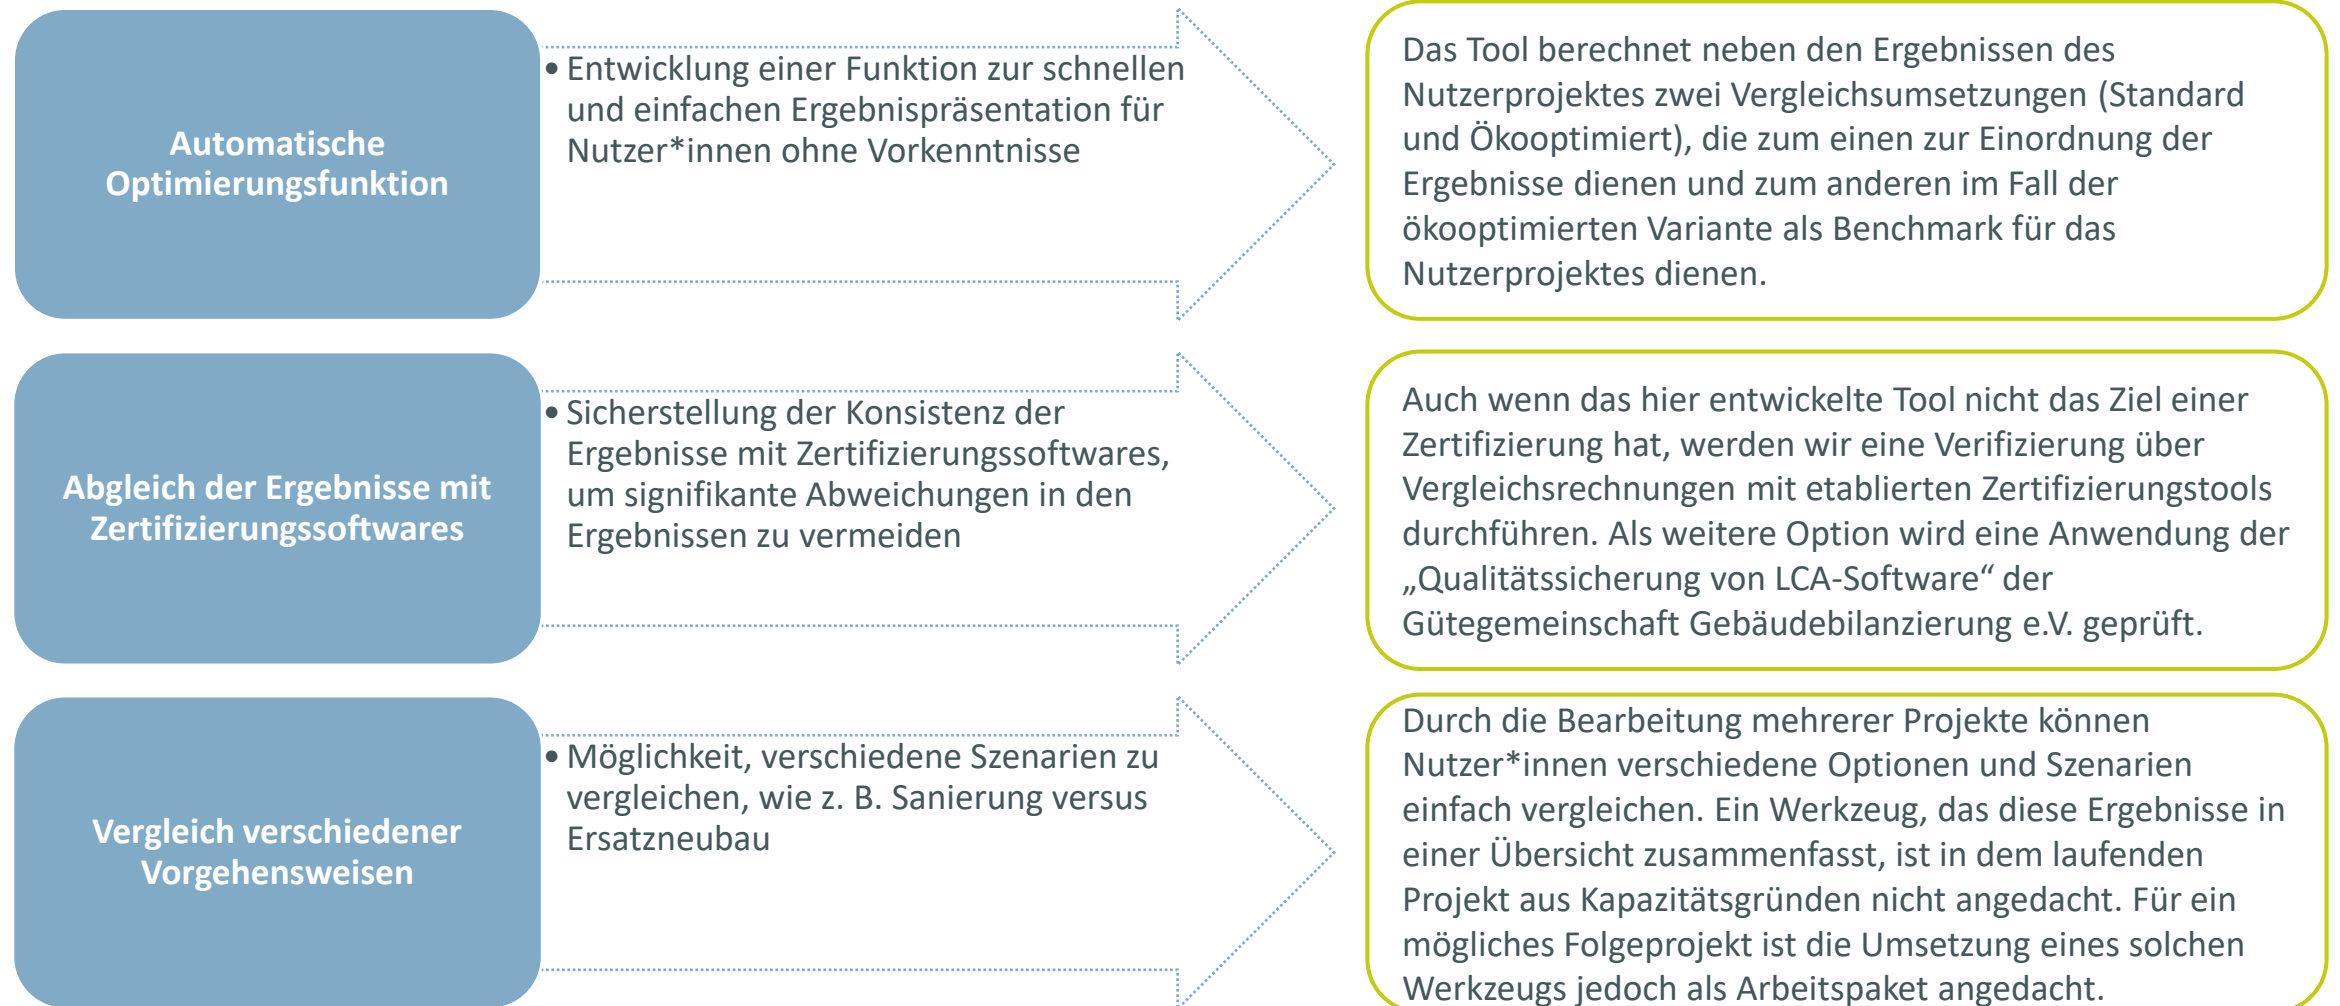 Automatische
Optimierungsfunktion
• Entwicklung einer Funktion zur schnellen
und einfachen Ergebnispräsentation für
Nutzer*innen ohne Vorkenntnisse
Das Tool berechnet neben den Ergebnissen des
Nutzerprojektes zwei Vergleichsumsetzungen (Standard
und Ökooptimiert), die zum einen zur Einordnung der
Ergebnisse dienen und zum anderen im Fall der
ökooptimierten Variante als Benchmark für das
Nutzerprojektes dienen.
Abgleich der Ergebnisse mit
Zertifizierungssoftwares
• Sicherstellung der Konsistenz der
Ergebnisse mit Zertifizierungssoftwares,
um signifikante Abweichungen in den
Ergebnissen zu vermeiden
Auch wenn das hier entwickelte Tool nicht das Ziel einer
Zertifizierung hat, werden wir eine Verifizierung über
Vergleichsrechnungen mit etablierten Zertifizierungstools
durchführen. Als weitere Option wird eine Anwendung der
„Qualitätssicherung von LCA-Software“ der
Gütegemeinschaft Gebäudebilanzierung e.V. geprüft.
Vergleich verschiedener
Vorgehensweisen
• Möglichkeit, verschiedene Szenarien zu
vergleichen, wie z. B. Sanierung versus
Ersatzneubau
Durch die Bearbeitung mehrerer Projekte können
Nutzer*innen verschiedene Optionen und Szenarien
einfach vergleichen. Ein Werkzeug, das diese Ergebnisse in
einer Übersicht zusammenfasst, ist in dem laufenden
Projekt aus Kapazitätsgründen nicht angedacht. Für ein
mögliches Folgeprojekt ist die Umsetzung eines solchen
Werkzeugs jedoch als Arbeitspaket angedacht.